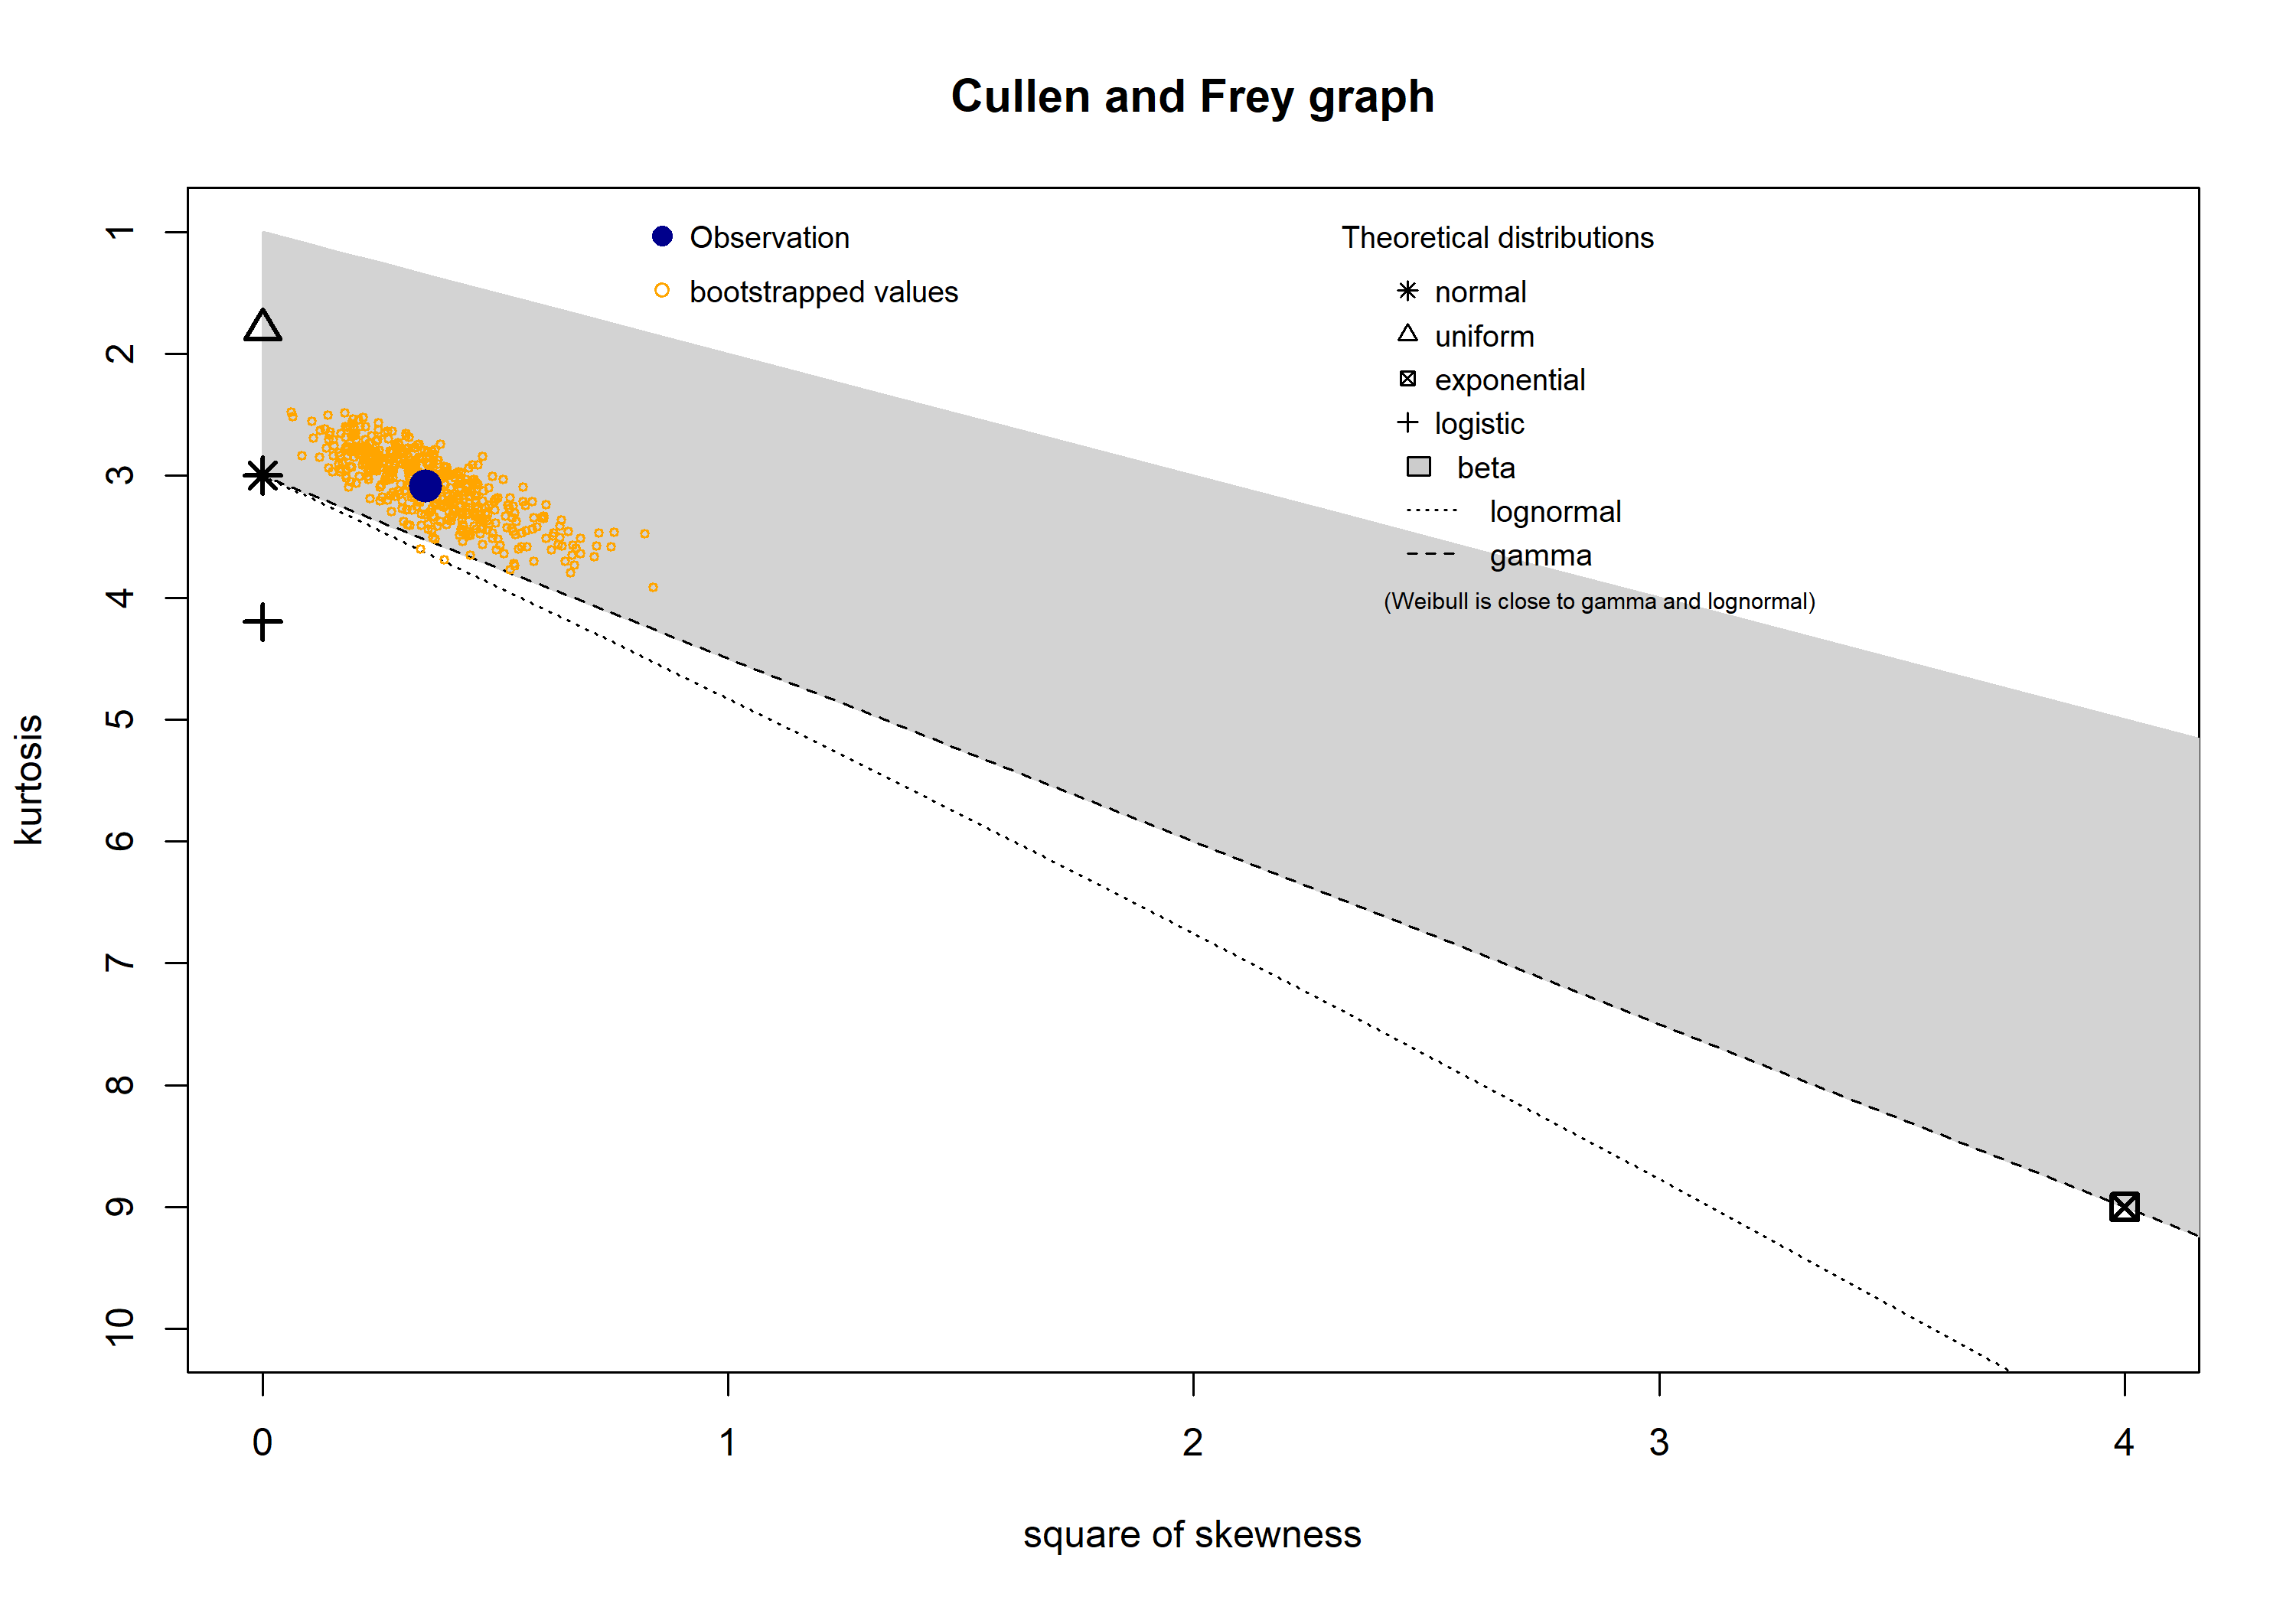 Cullen and Frey graph
Observation
bootstrapped values
Theoretical distributions
normal
uniform
exponential
logistic
beta
lognormal
gamma
(Weibull is close to gamma and lognormal)
kurtosis
1
2
3
4
5
6
7
8
9
10
0
1
2
3
4
square of skewness